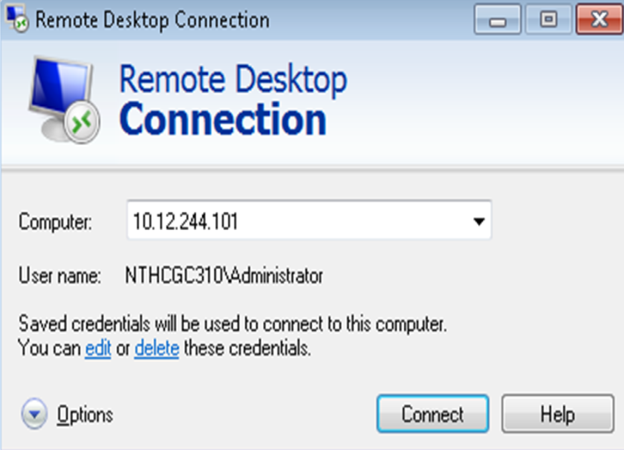 Remote Desktop Connection
Remote Desktop
Connection
Computer: 10.12.244.101
User name: NTHCGC310\Administrator
Saved credentials will be used to connect to this computer.
You can edit or delete these credentials.
Options Connect Help